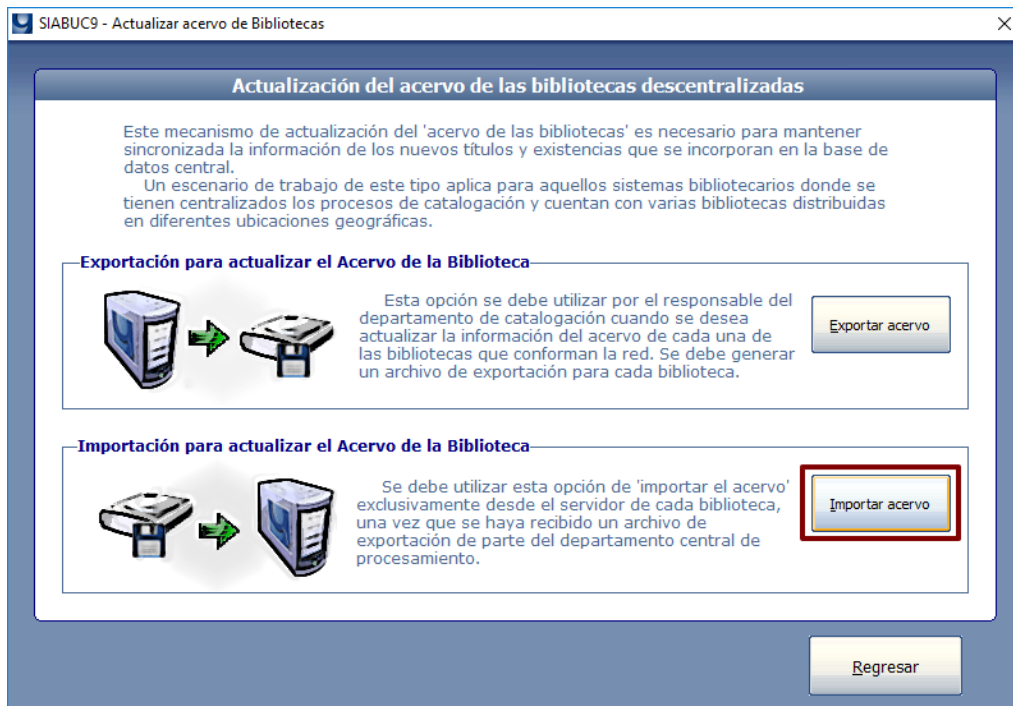 SIABUC9 - Actualizar acervo de Bibliotecas
Actualización del acervo de las bibliotecas descentralizadas
Este mecanismo de actualización del 'acervo de las bibliotecas' es necesario para mantener
sincronizada la información de los nuevos títulos y existencias que se incorporan en la base de
datos central.
Un escenario de trabajo de este tipo aplica para aquellos sistemas bibliotecarios donde se
tienen centralizados los procesos de catalogación y cuentan con varias bibliotecas distribuidas
en diferentes ubicaciones geográficas.
Exportación para actualizar el Acervo de la Biblioteca
Esta opción se debe utilizar por el responsable del
departamento de catalogación cuando se desea
actualizar la información del acervo de cada una de
las bibliotecas que conforman la red. Se debe generar
un archivo de exportación para cada biblioteca.
Exportar acervo
Importación para actualizar el Acervo de la Biblioteca
Se debe utilizar esta opción de 'importar el acervo'
exclusivamente desde el servidor de cada biblioteca,
una vez que se haya recibido un archivo de
exportación de parte del departamento central de
procesamiento.
Importar acervo
Regresar